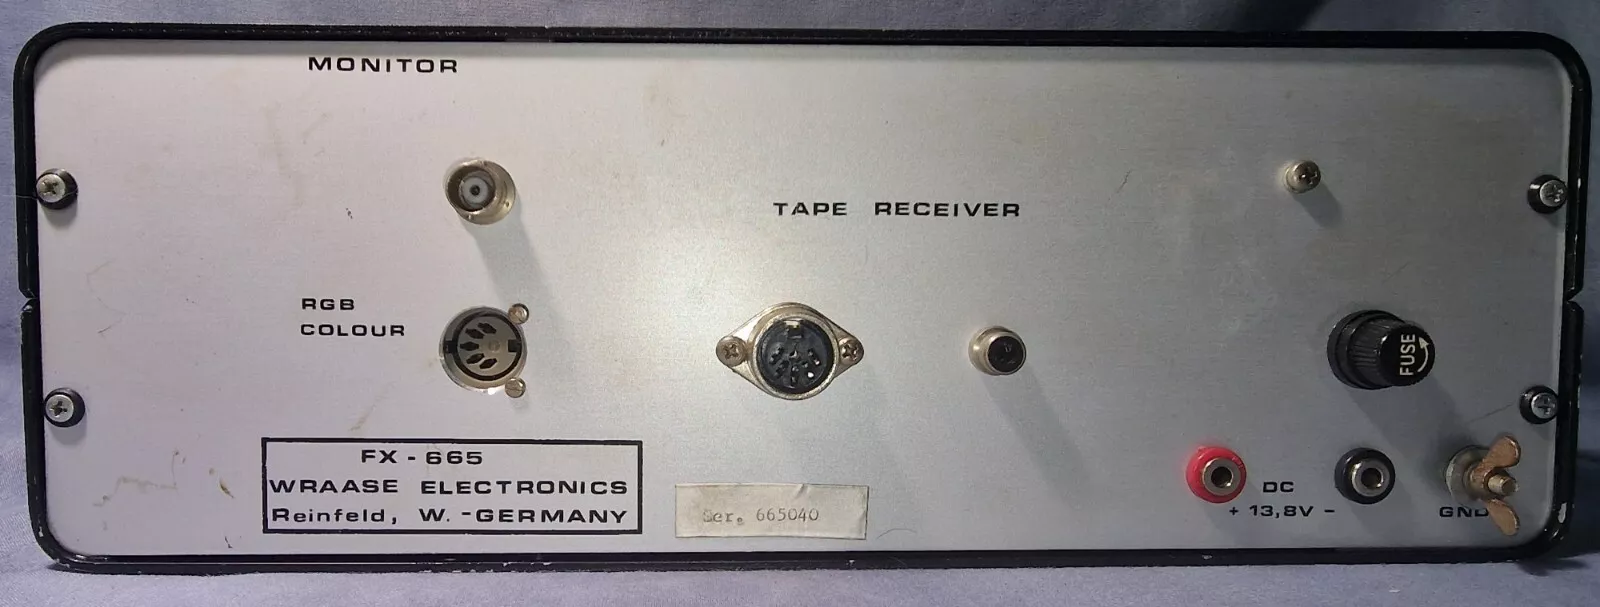 MONITOR
TAPE RECEIVER
RGB
COLOUR
FUSE
FX - 665
WRAASE ELECTRONICS
Reinfeld, W. -GERMANY
Ser. 665040
DC
+ 13,8V -
GND